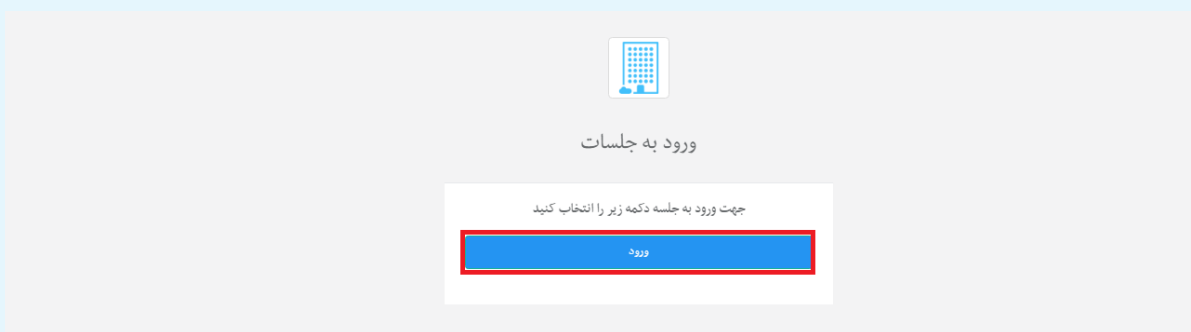 ورود به جلسات
جهت ورود به جلسه دکمه زیر را انتخاب کنید
ورود